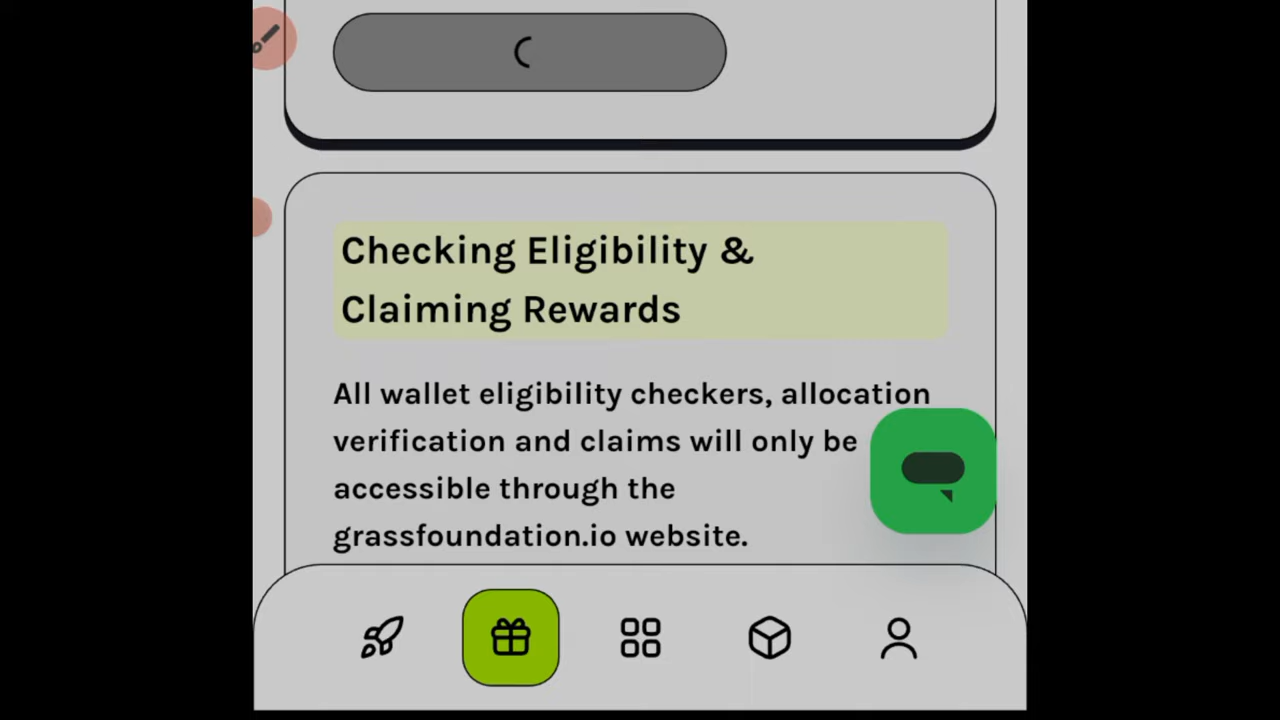 Checking Eligibility &
Claiming Rewards
All wallet eligibility checkers, allocation
verification and claims will only be
accessible through the
grassfoundation.io website.